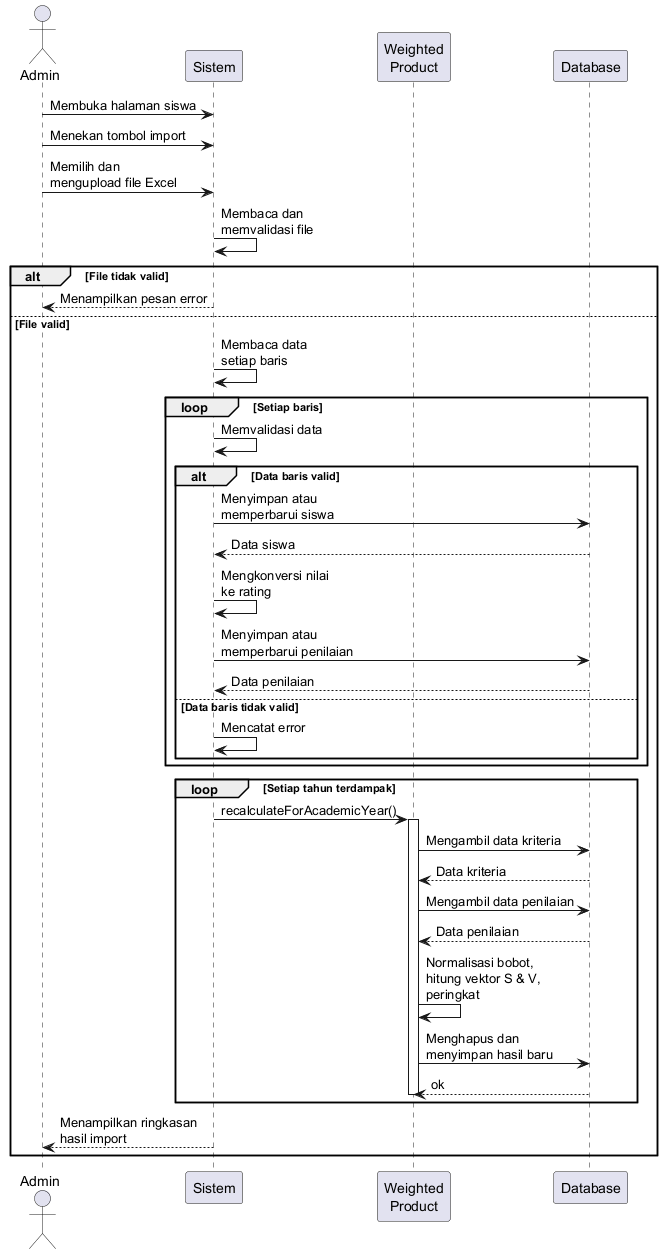 Admin
Sistem
Weighted
Product
Database
Membuka halaman siswa
Menekan tombol import
Memilih dan
mengupload file Excel
Membaca dan
memvalidasi file
alt [File tidak valid]
Menampilkan pesan error
[File valid]
Membaca data
setiap baris
loop [Setiap baris]
Memvalidasi data
alt [Data baris valid]
Menyimpan atau
memperbarui siswa
Data siswa
Mengkonversi nilai
ke rating
Menyimpan atau
memperbarui penilaian
Data penilaian
[Data baris tidak valid]
Mencatat error
loop [Setiap tahun terdampak]
recalculateForAcademicYear()
Mengambil data kriteria
Data kriteria
Mengambil data penilaian
Data penilaian
Normalisasi bobot,
hitung vektor S & V,
peringkat
Menghapus dan
menyimpan hasil baru
ok
Menampilkan ringkasan
hasil import
Admin
Sistem
Weighted
Product
Database